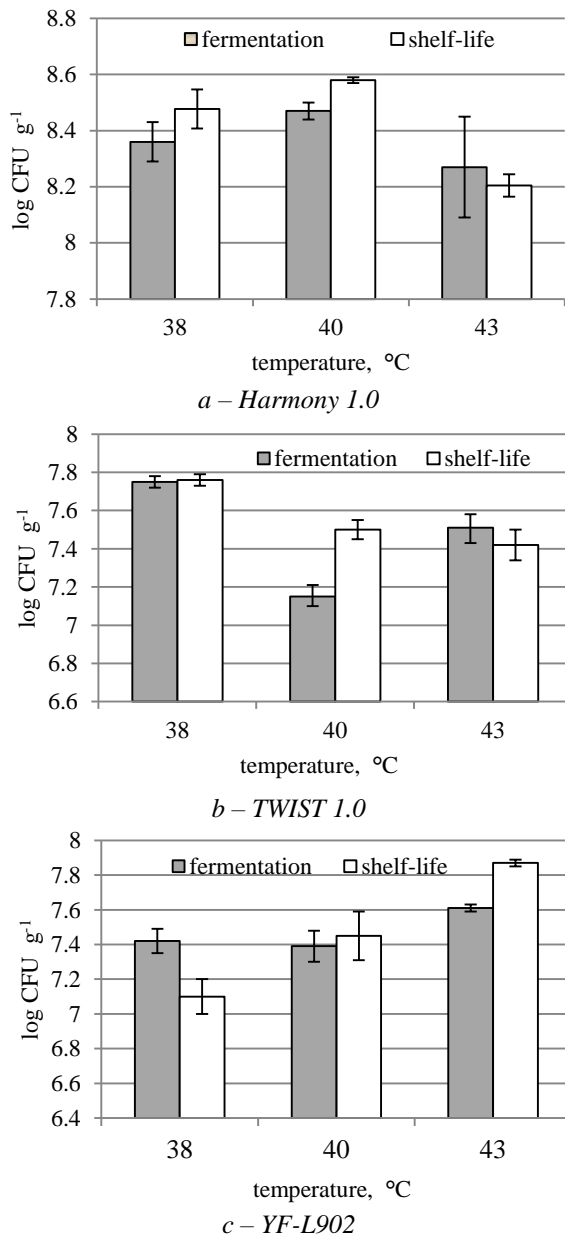 8.8
8.6
8.4
8.2
8
7.8
log CFU g-1
fermentation shelf-life
38 40 43
temperature, °C
a – Harmony 1.0
8
7.8
7.6
7.4
7.2
7
6.8
6.6
log CFU g-1
fermentation shelf-life
38 40 43
temperature, °C
b – TWIST 1.0
8
7.8
7.6
7.4
7.2
7
6.8
6.6
6.4
log CFU g-1
fermentation shelf-life
38 40 43
temperature, °C
c – YF-L902